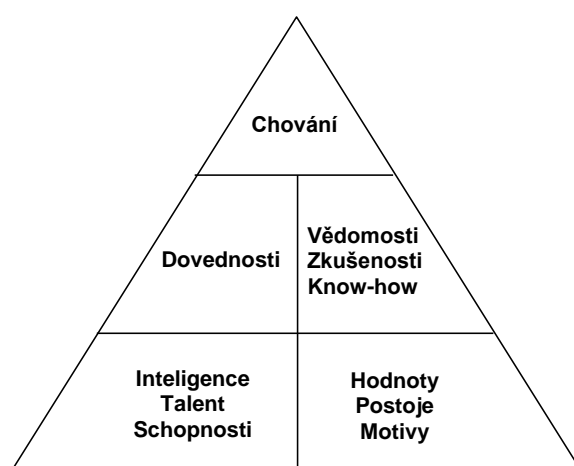 Chování
Dovednosti
Vědomosti
Zkušenosti
Know-how
Inteligence
Talent
Schopnosti
Hodnoty
Postoje
Motivy